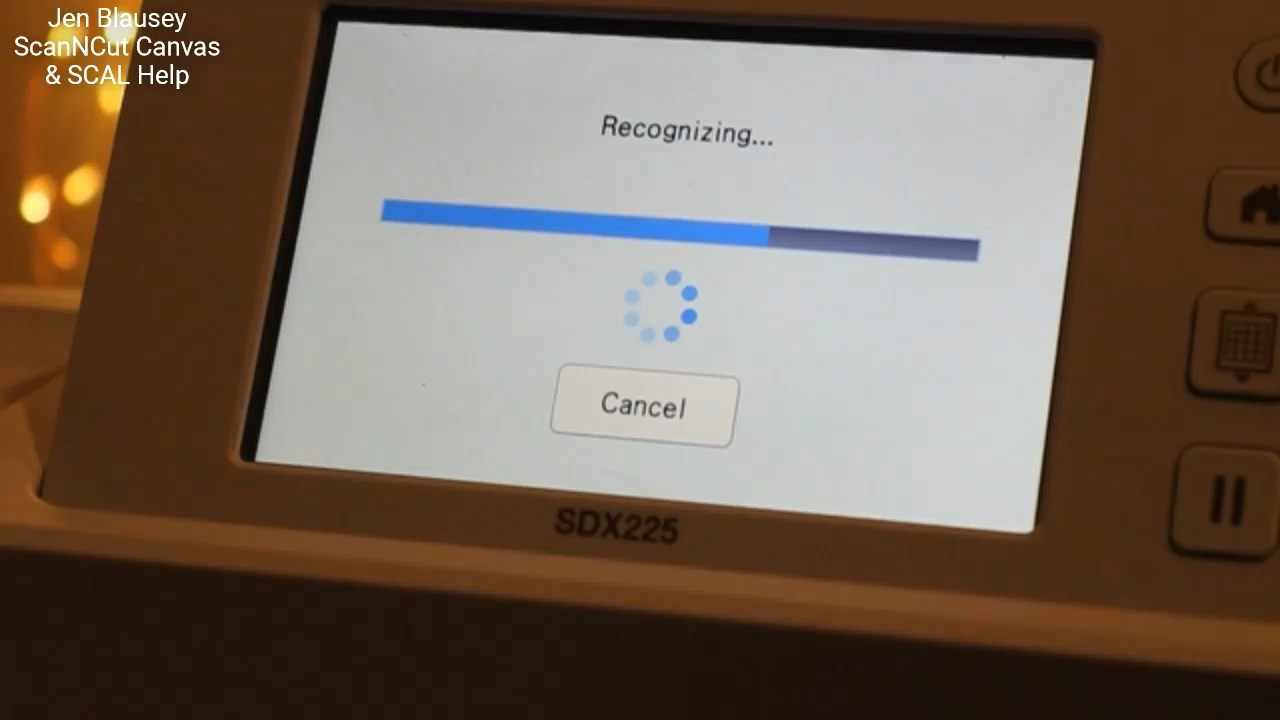 Jen Blausey
ScanNCut Canvas
& SCAL Help
Recognizing...
Cancel
SDX225